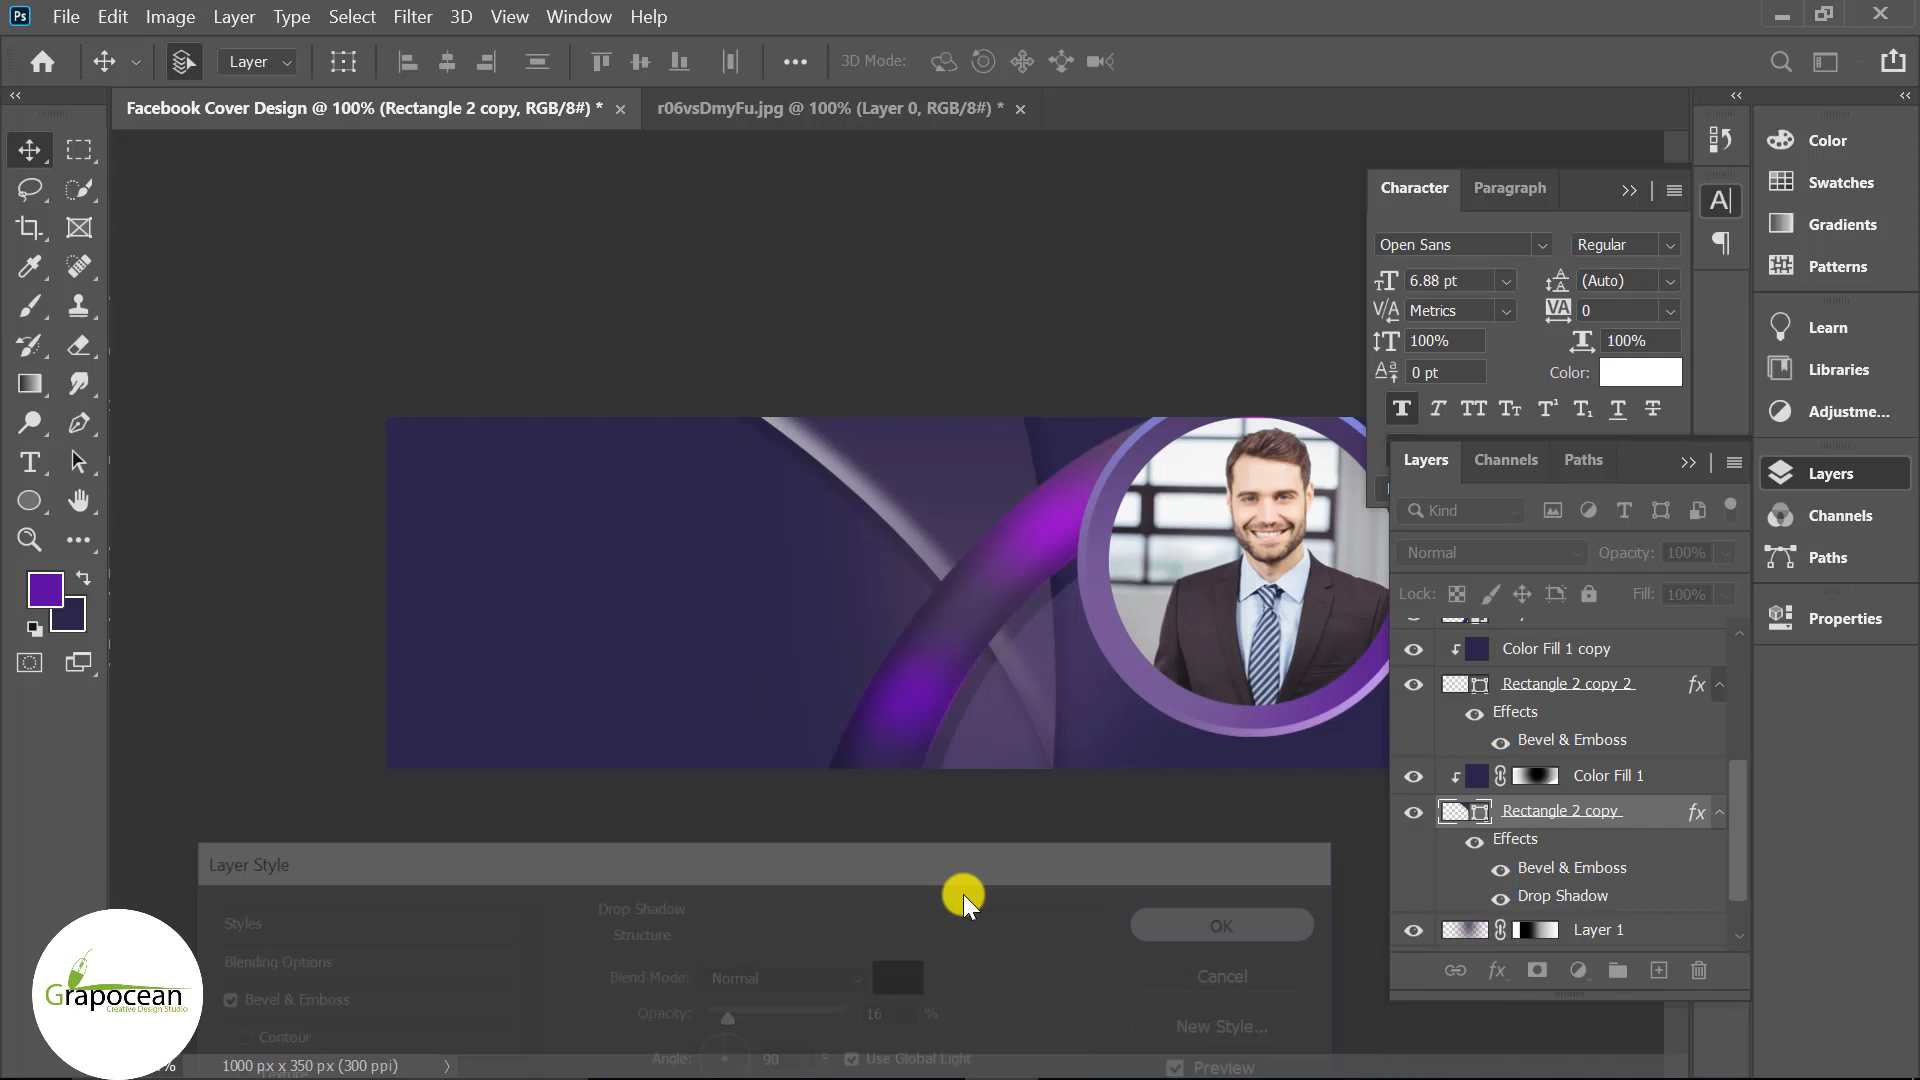 Ps File Edit Image Layer Type Select Filter 3D View Window Help
Layer 3D Mode:
Facebook Cover Design @ 100% (Rectangle 2 copy, RGB/8#) * r06vsDmyFu.jpg @ 100% (Layer 0, RGB/8#) *
Color
Swatches
Gradients
Patterns
Learn
Libraries
Adjustme...
Layers
Channels
Paths
Properties
Character Paragraph
Open Sans Regular
6.88 pt (Auto)
Metrics 0
100% 100%
0 pt Color:
Layers Channels Paths
Kind
Normal Opacity: 100%
Lock: Fill: 100%
Color Fill 1 copy
Rectangle 2 copy 2 fx
Effects
Bevel & Emboss
Color Fill 1
Rectangle 2 copy fx
Effects
Bevel & Emboss
Drop Shadow
Layer 1
Layer Style
Styles
Blending Options
Bevel & Emboss
Contour
Drop Shadow
Structure
Blend Mode: Normal
Opacity: 16 %
Angle: 90 ° Use Global Light
OK
Cancel
New Style...
Preview
Grapocean
Creative Design Studio
1000 px x 350 px (300 ppi)